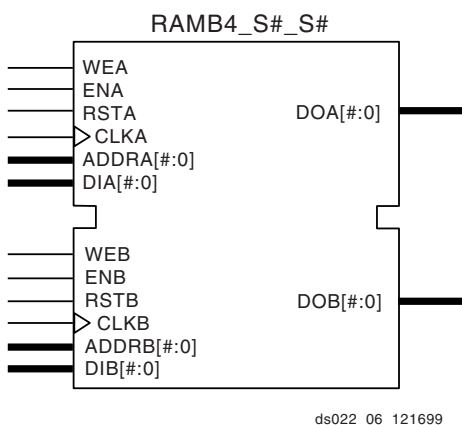 RAMB4_S#_S#
WEA
ENA
RSTA
CLKA
ADDRA[#:0]
DIA[#:0]
DOA[#:0]
WEB
ENB
RSTB
CLKB
ADDRB[#:0]
DIB[#:0]
DOB[#:0]
ds022_06_121699